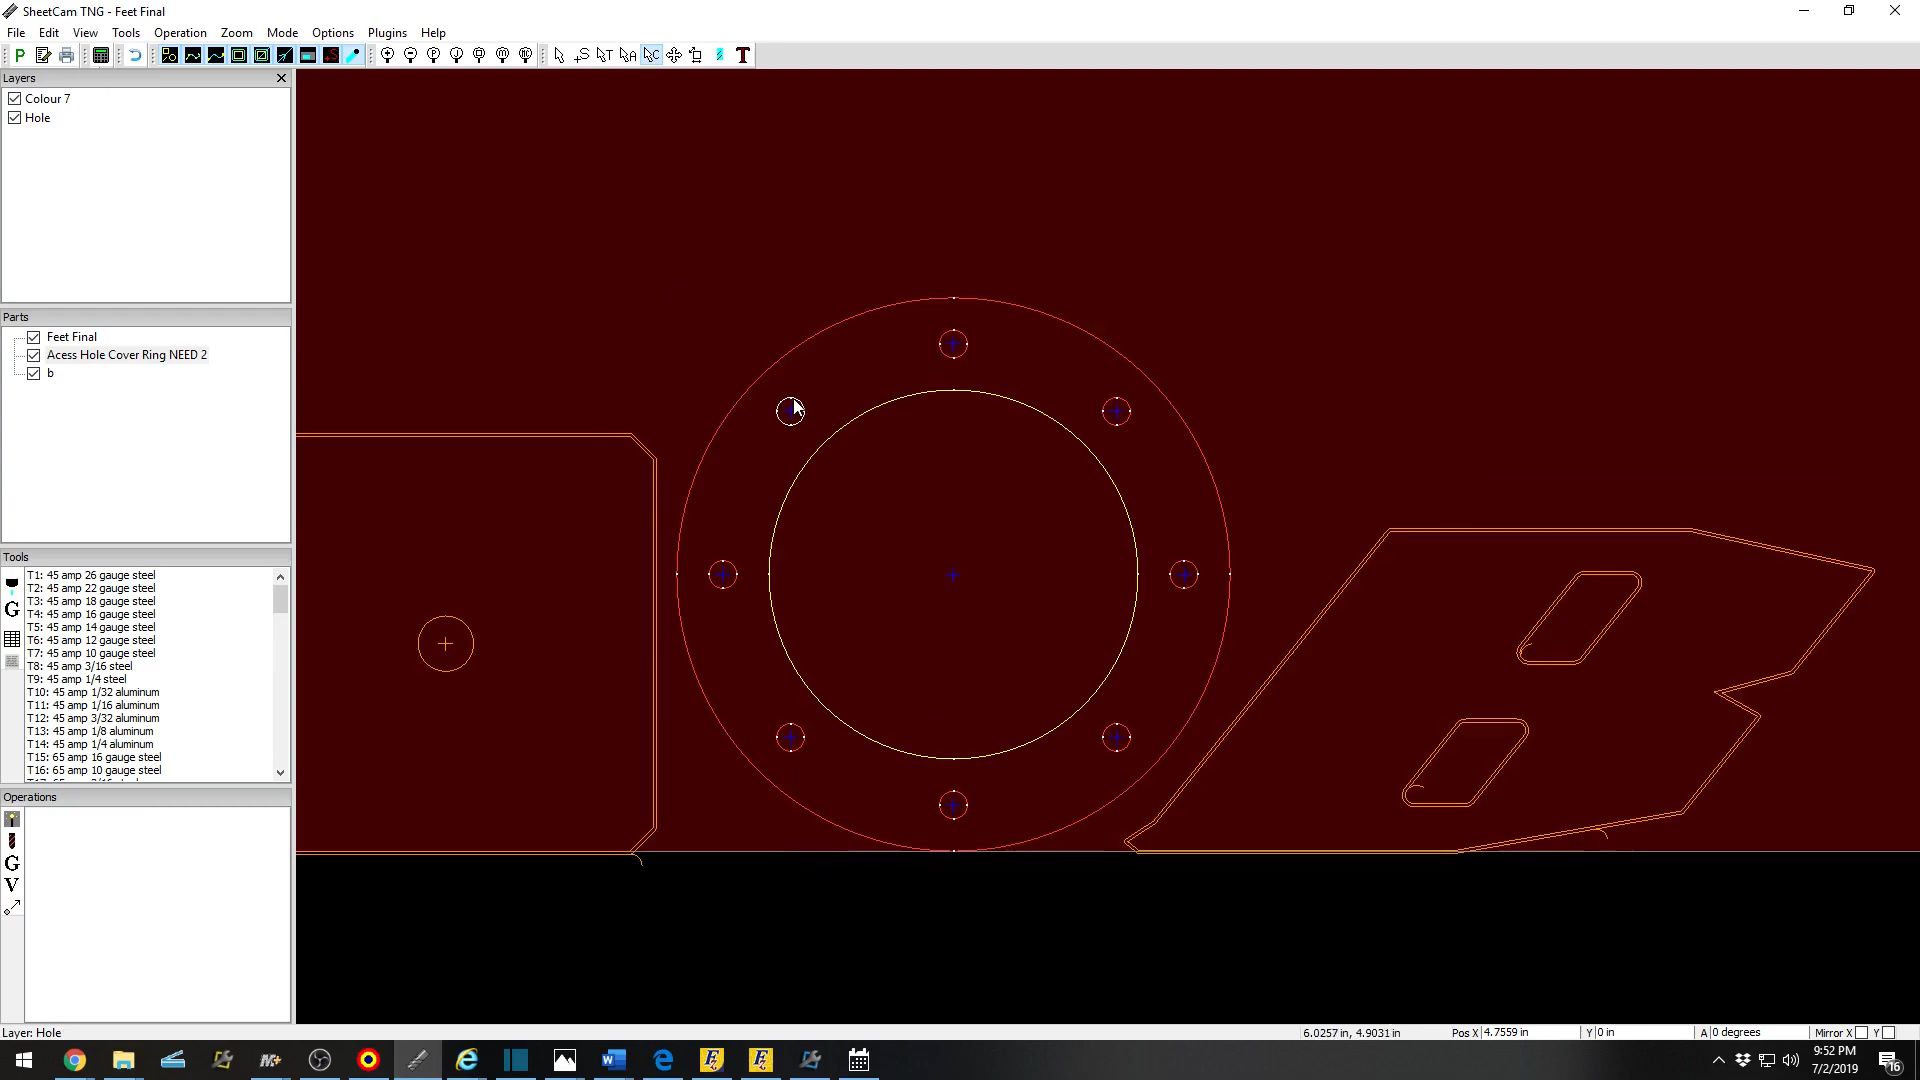 SheetCam TNG - Feet Final
File Edit View Tools Operation Zoom Mode Options Plugins Help
Layers
Colour 7
Hole
Parts
Feet Final
Acess Hole Cover Ring NEED 2
b
Tools
T1: 45 amp 26 gauge steel
T2: 45 amp 22 gauge steel
T3: 45 amp 18 gauge steel
T4: 45 amp 16 gauge steel
T5: 45 amp 14 gauge steel
T6: 45 amp 12 gauge steel
T7: 45 amp 10 gauge steel
T8: 45 amp 3/16 steel
T9: 45 amp 1/4 steel
T10: 45 amp 1/32 aluminum
T11: 45 amp 1/16 aluminum
T12: 45 amp 3/32 aluminum
T13: 45 amp 1/8 aluminum
T14: 45 amp 1/4 aluminum
T15: 65 amp 16 gauge steel
T16: 65 amp 10 gauge steel
Operations
Layer: Hole
6.0257 in, 4.9031 in Pos X 4.7559 in Y 0 in A 0 degrees Mirror X Y
9:52 PM
7/2/2019
16